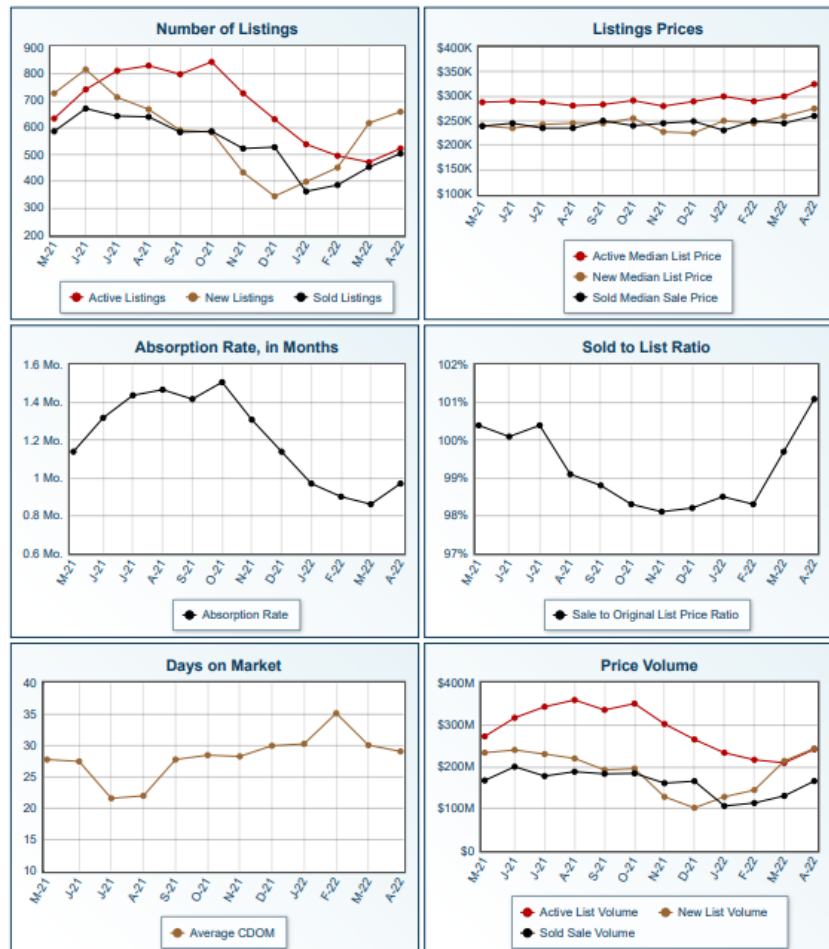 Number of Listings
900
800
700
600
500
400
300
200
M-21 J-21 J-21 A-21 S-21 O-21 N-21 D-21 J-22 F-22 M-22 A-22
Active Listings New Listings Sold Listings
Listings Prices
$400K
$350K
$300K
$250K
$200K
$150K
$100K
M-21 J-21 J-21 A-21 S-21 O-21 N-21 D-21 J-22 F-22 M-22 A-22
Active Median List Price
New Median List Price
Sold Median Sale Price
Absorption Rate, in Months
1.6 Mo.
1.4 Mo.
1.2 Mo.
1 Mo.
0.8 Mo.
0.6 Mo.
M-21 J-21 J-21 A-21 S-21 O-21 N-21 D-21 J-22 F-22 M-22 A-22
Absorption Rate
Sold to List Ratio
102%
101%
100%
99%
98%
97%
M-21 J-21 J-21 A-21 S-21 O-21 N-21 D-21 J-22 F-22 M-22 A-22
Sale to Original List Price Ratio
Days on Market
40
35
30
25
20
15
10
M-21 J-21 J-21 A-21 S-21 O-21 N-21 D-21 J-22 F-22 M-22 A-22
Average CDOM
Price Volume
$400M
$300M
$200M
$100M
$0
M-21 J-21 J-21 A-21 S-21 O-21 N-21 D-21 J-22 F-22 M-22 A-22
Active List Volume New List Volume
Sold Sale Volume